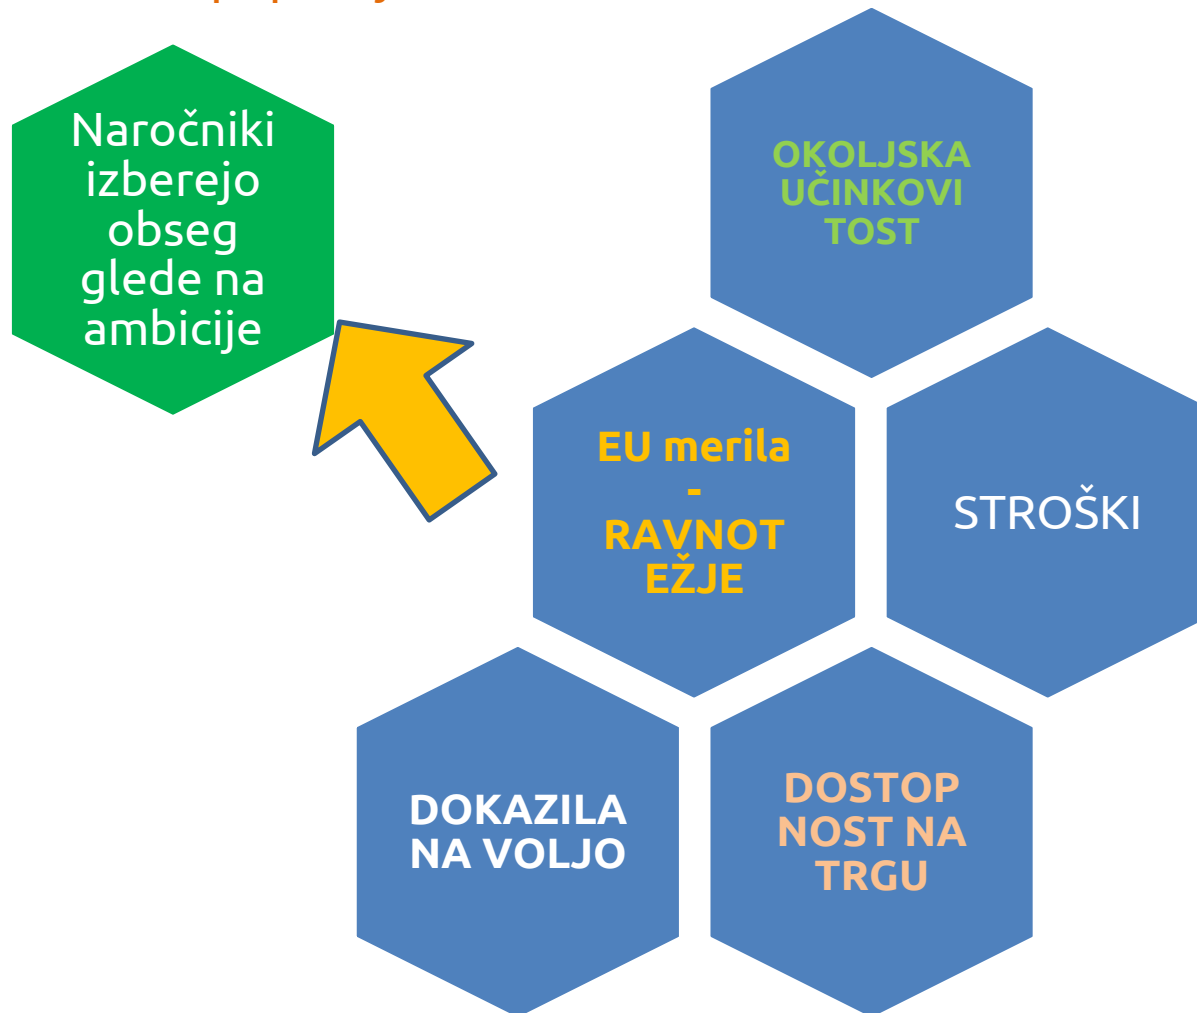 Naročniki
izberejo
obseg
glede na
ambicije
OKOLJSKA
UČINKOVI
TOST
EU merila
-
RAVNOT
EŽJE
STROŠKI
DOKAZILA
NA VOLJO
DOSTOP
NOST NA
TRGU